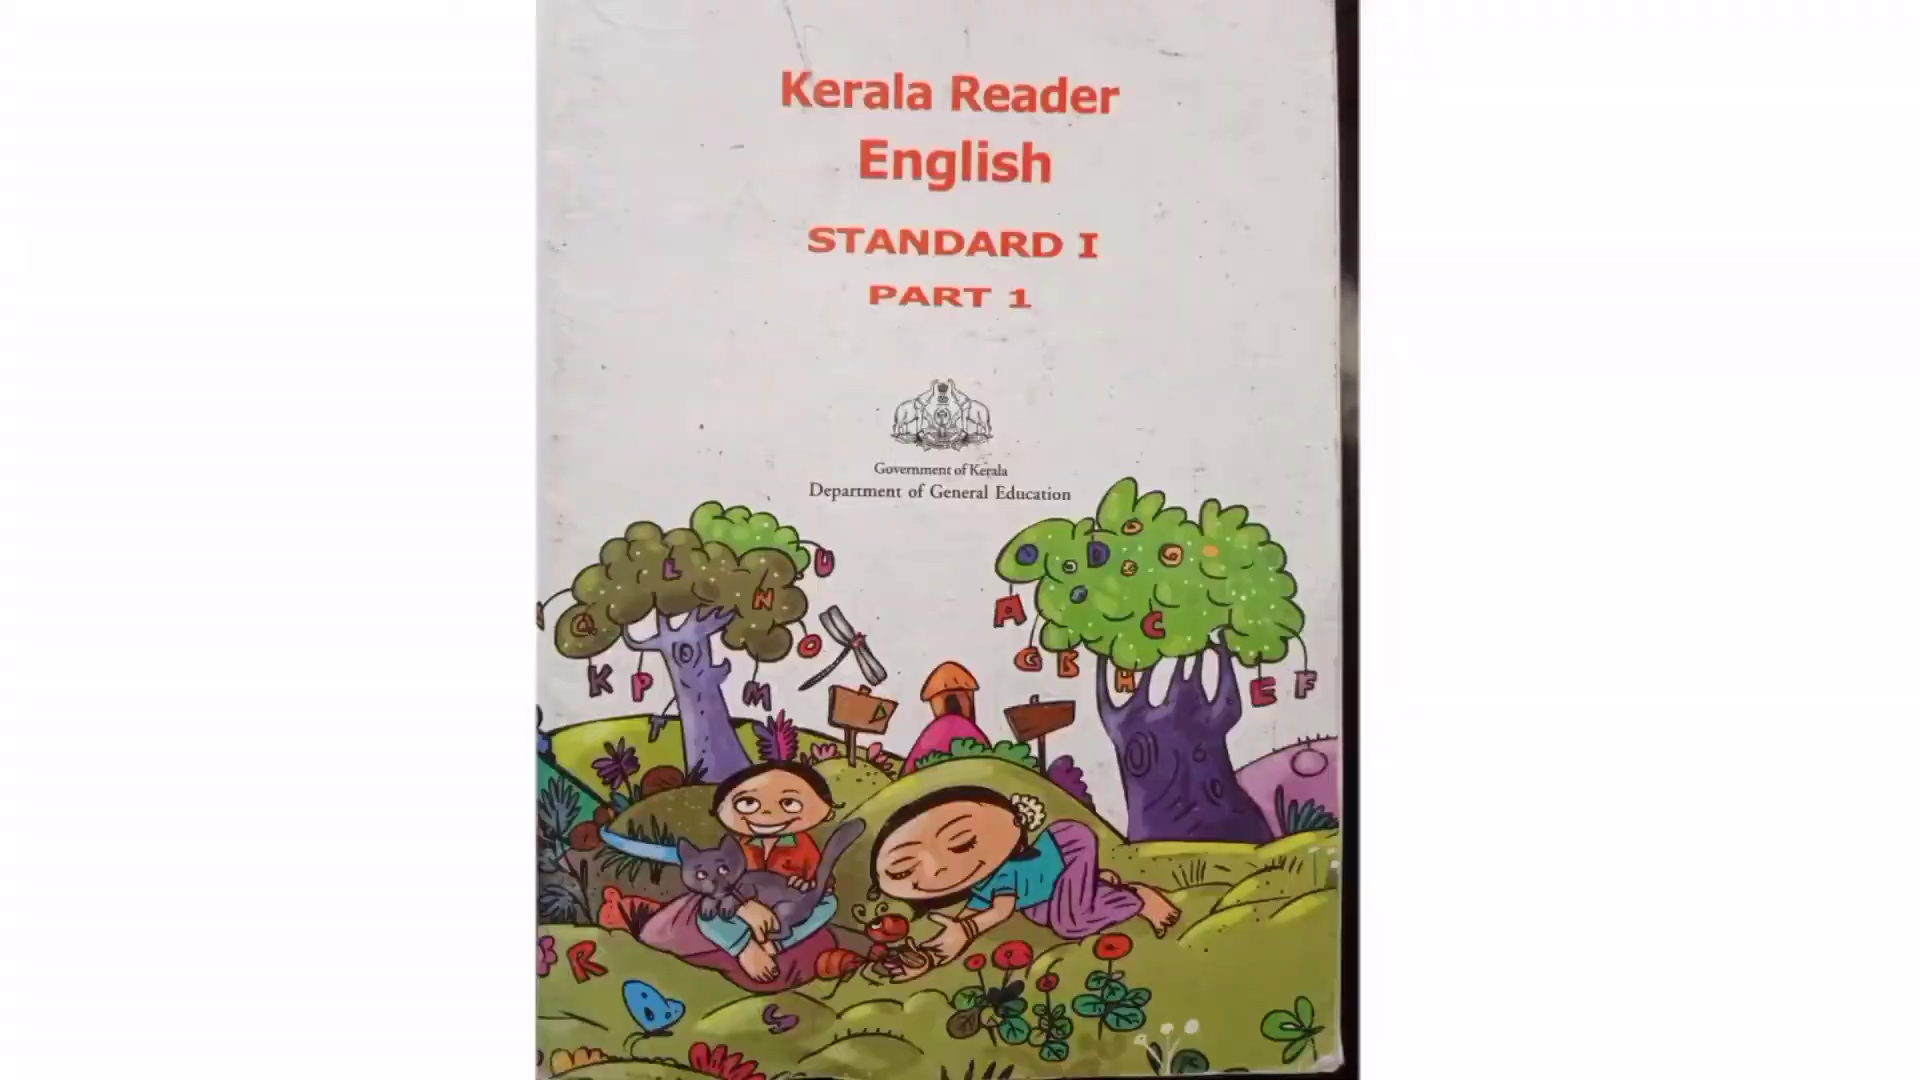 Kerala Reader
English
STANDARD I
PART 1
Government of Kerala
Department of General Education
U
L
N
Q
O
K
P
M
T
D
A
C
G
B
H
E
F
R
S